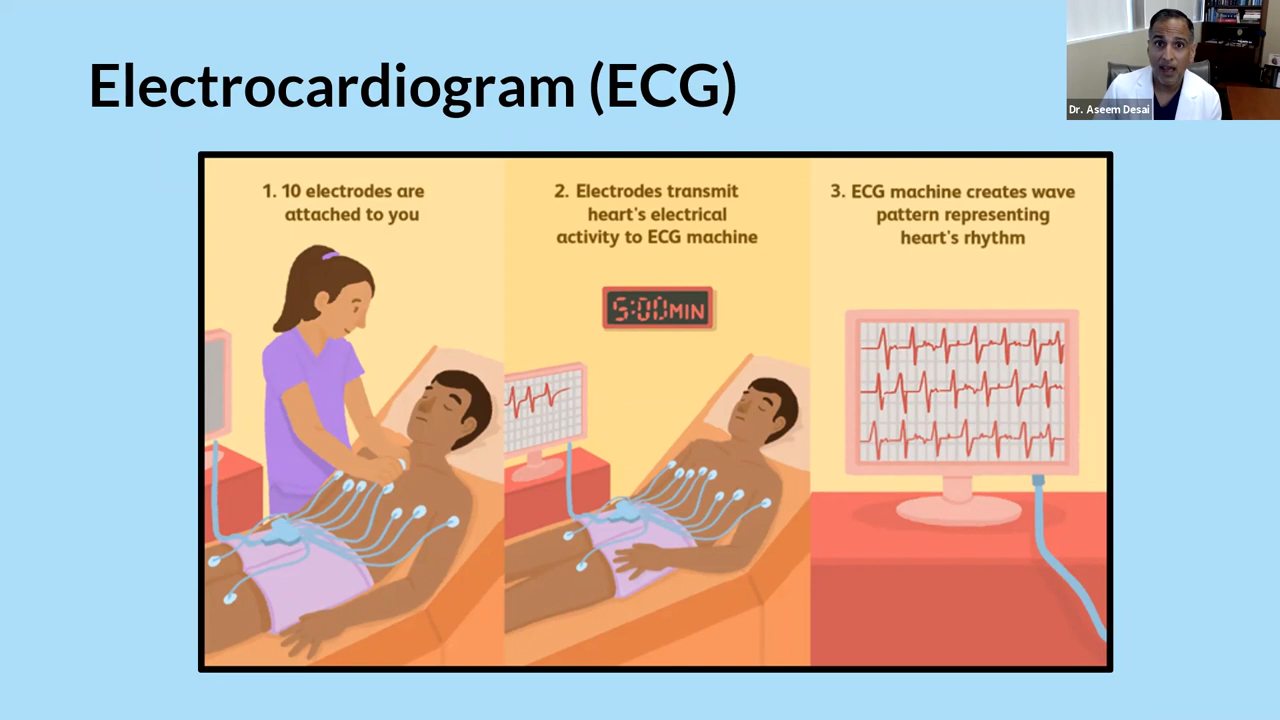 Electrocardiogram (ECG)
Dr. Aseem Desai
1. 10 electrodes are
attached to you
2. Electrodes transmit
heart's electrical
activity to ECG machine
5:00MIN
3. ECG machine creates wave
pattern representing
heart's rhythm